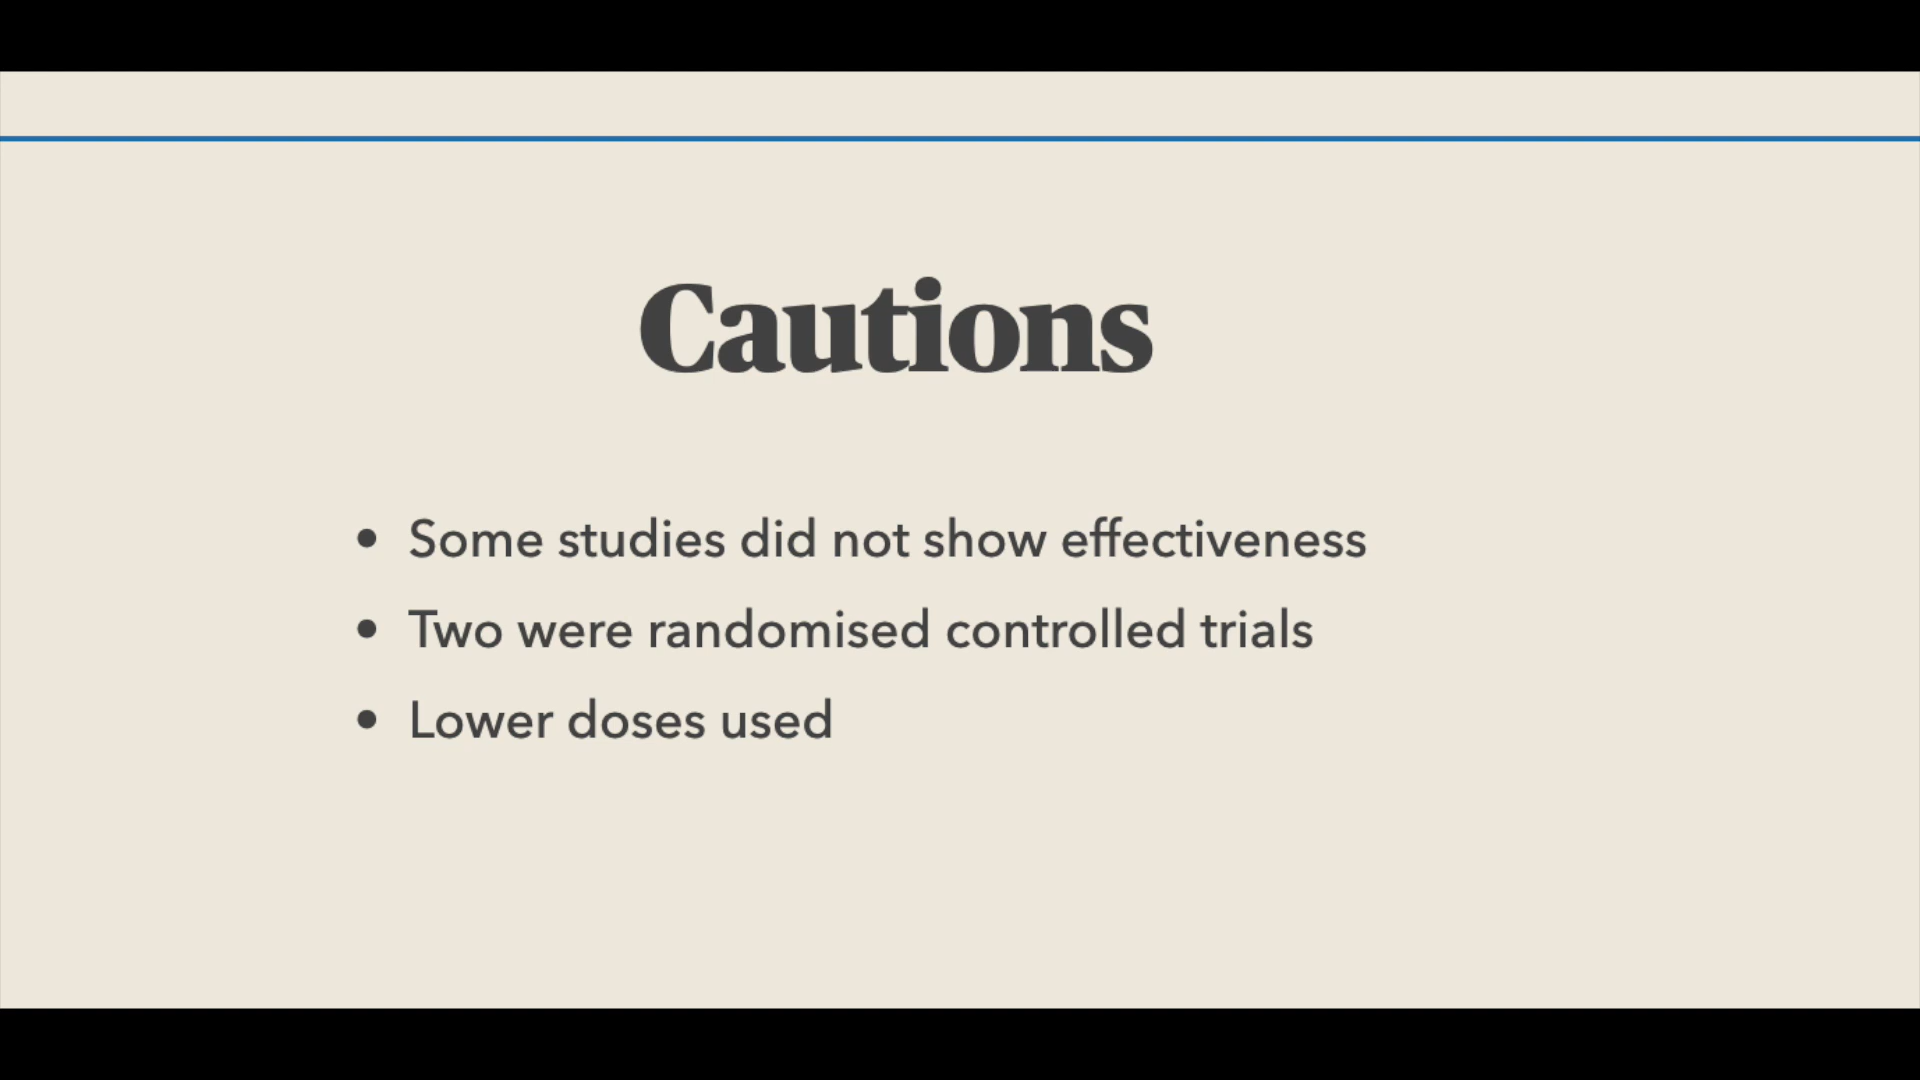 Cautions
• Some studies did not show effectiveness
• Two were randomised controlled trials
• Lower doses used